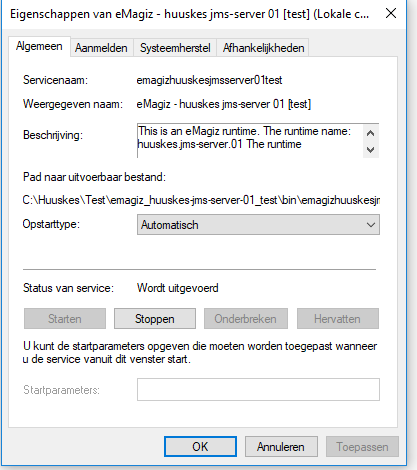 Eigenschappen van eMagiz - huuskes jms-server 01 [test] (Lokale c...
Algemeen Aanmelden Systeemherstel Afhankelijkheden
Servicenaam: emagizhuuskesjmsserver01test
Weergegeven naam: eMagiz - huuskes jms-server 01 [test]
Beschrijving: This is an eMagiz runtime. The runtime name:
huuskes.jms-server.01 The runtime
Pad naar uitvoerbaar bestand:
C:\Huuskes\Test\emagiz_huuskes-jms-server-01_test\bin\emagizhuuskesjm
Opstarttype: Automatisch
Status van service: Wordt uitgevoerd
Starten Stoppen Onderbreken Hervatten
U kunt de startparameters opgeven die moeten worden toegepast wanneer
u de service vanuit dit venster start.
Startparameters:
OK Annuleren Toepassen